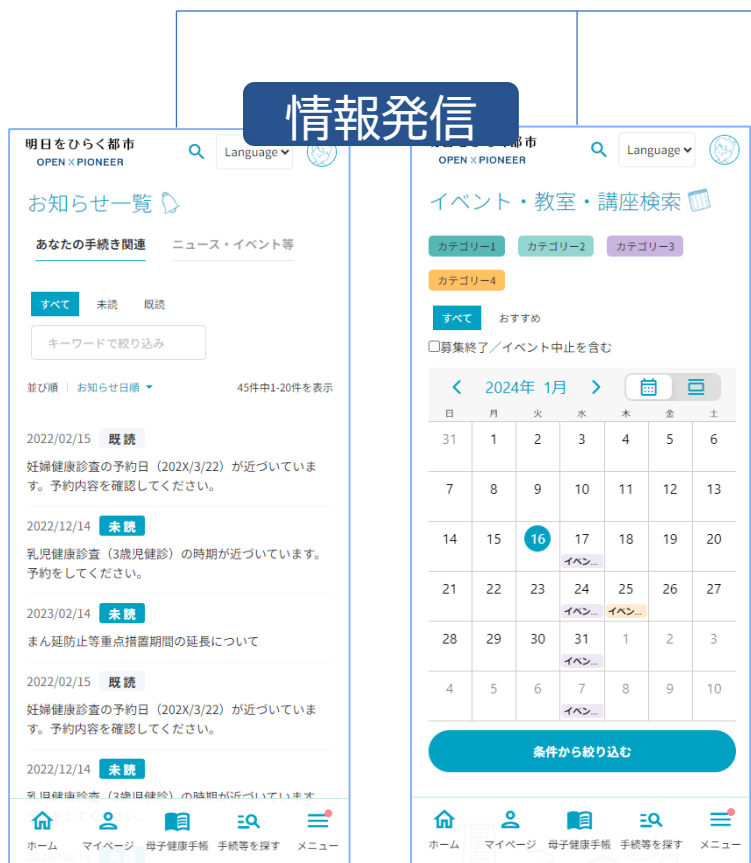 情報発信
明日をひらく都市
OPEN X PIONEER
Language
お知らせ一覧
あなたの手続き関連 ニュース・イベント等
すべて 未読 既読
キーワードで絞り込み
並び順 お知らせ日順 45件中1-20件を表示
2022/02/15 既読
妊婦健康診査の予約日（202X/3/22）が近づいていま
す。予約内容を確認してください。
2022/12/14 未読
乳児健康診査（3歳児健診）の時期が近づいています。
予約をしてください。
2023/02/14 未読
まん延防止等重点措置期間の延長について
2022/02/15 既読
妊婦健康診査の予約日（202X/3/22）が近づいていま
す。予約内容を確認してください。
2022/12/14 未読
乳児健康診査（3歳児健診）の時期が近づいています。
ホーム マイページ 母子健康手帳 手続等を探す メニュー
都市
OPEN X PIONEER
Language
イベント・教室・講座検索
カテゴリー1 カテゴリー2 カテゴリー3
カテゴリー4
すべて おすすめ
募集終了／イベント中止を含む
2024年 1月
日 月 火 水 木 金 土
31 1 2 3 4 5 6
7 8 9 10 11 12 13
14 15 16 17 18 19 20
イベン...
21 22 23 24 25 26 27
イベン... イベン...
28 29 30 31 1 2 3
イベン...
4 5 6 7 8 9 10
イベン...
条件から絞り込む
ホーム マイページ 母子健康手帳 手続等を探す メニュー